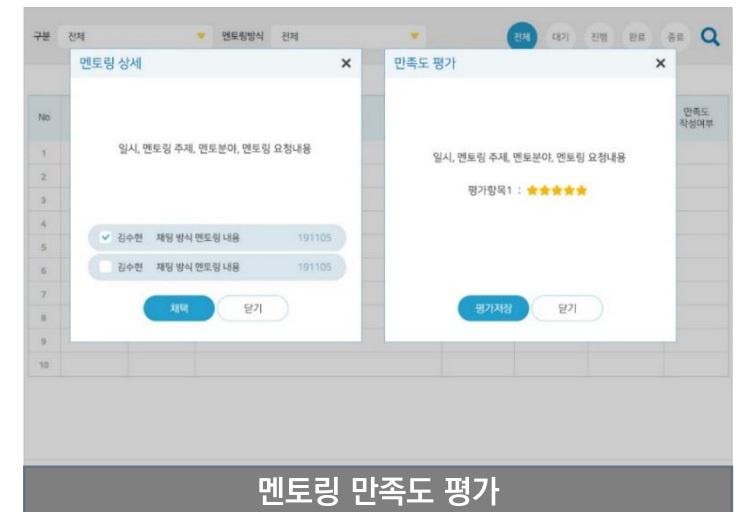 구분 전체 멘토링방식 전체 전체 대기 진행 완료 종료
멘토링 상세
일시, 멘토링 주제, 멘토분야, 멘토링 요청내용
김수현 채팅 방식 멘토링 내용 191105
김수현 채팅 방식 멘토링 내용 191105
채택 닫기
만족도 평가
일시, 멘토링 주제, 멘토분야, 멘토링 요청내용
평가항목1 : ★★★★★
평가저장 닫기
No
만족도
작성여부
1
2
3
4
5
6
7
8
9
10
멘토링 만족도 평가